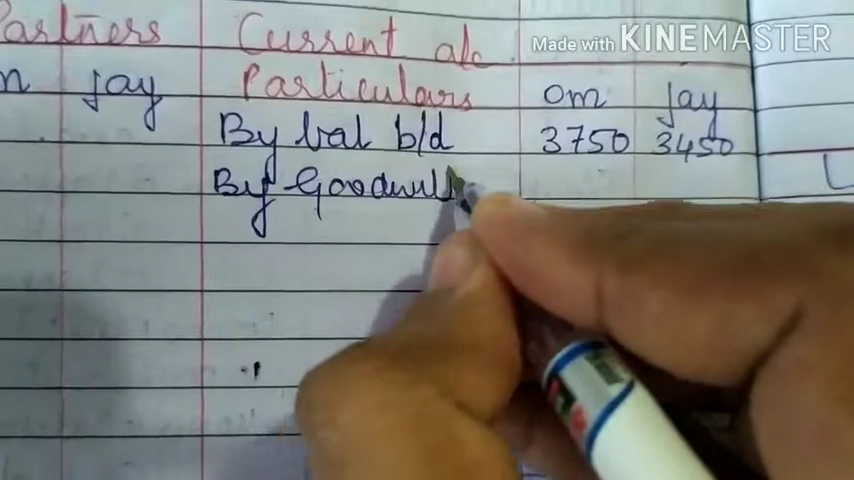 Partners Current a/c
Made with KINEMASTER
m jay Particulars om jay
By bal b/d 3750 3450
By Goodwill